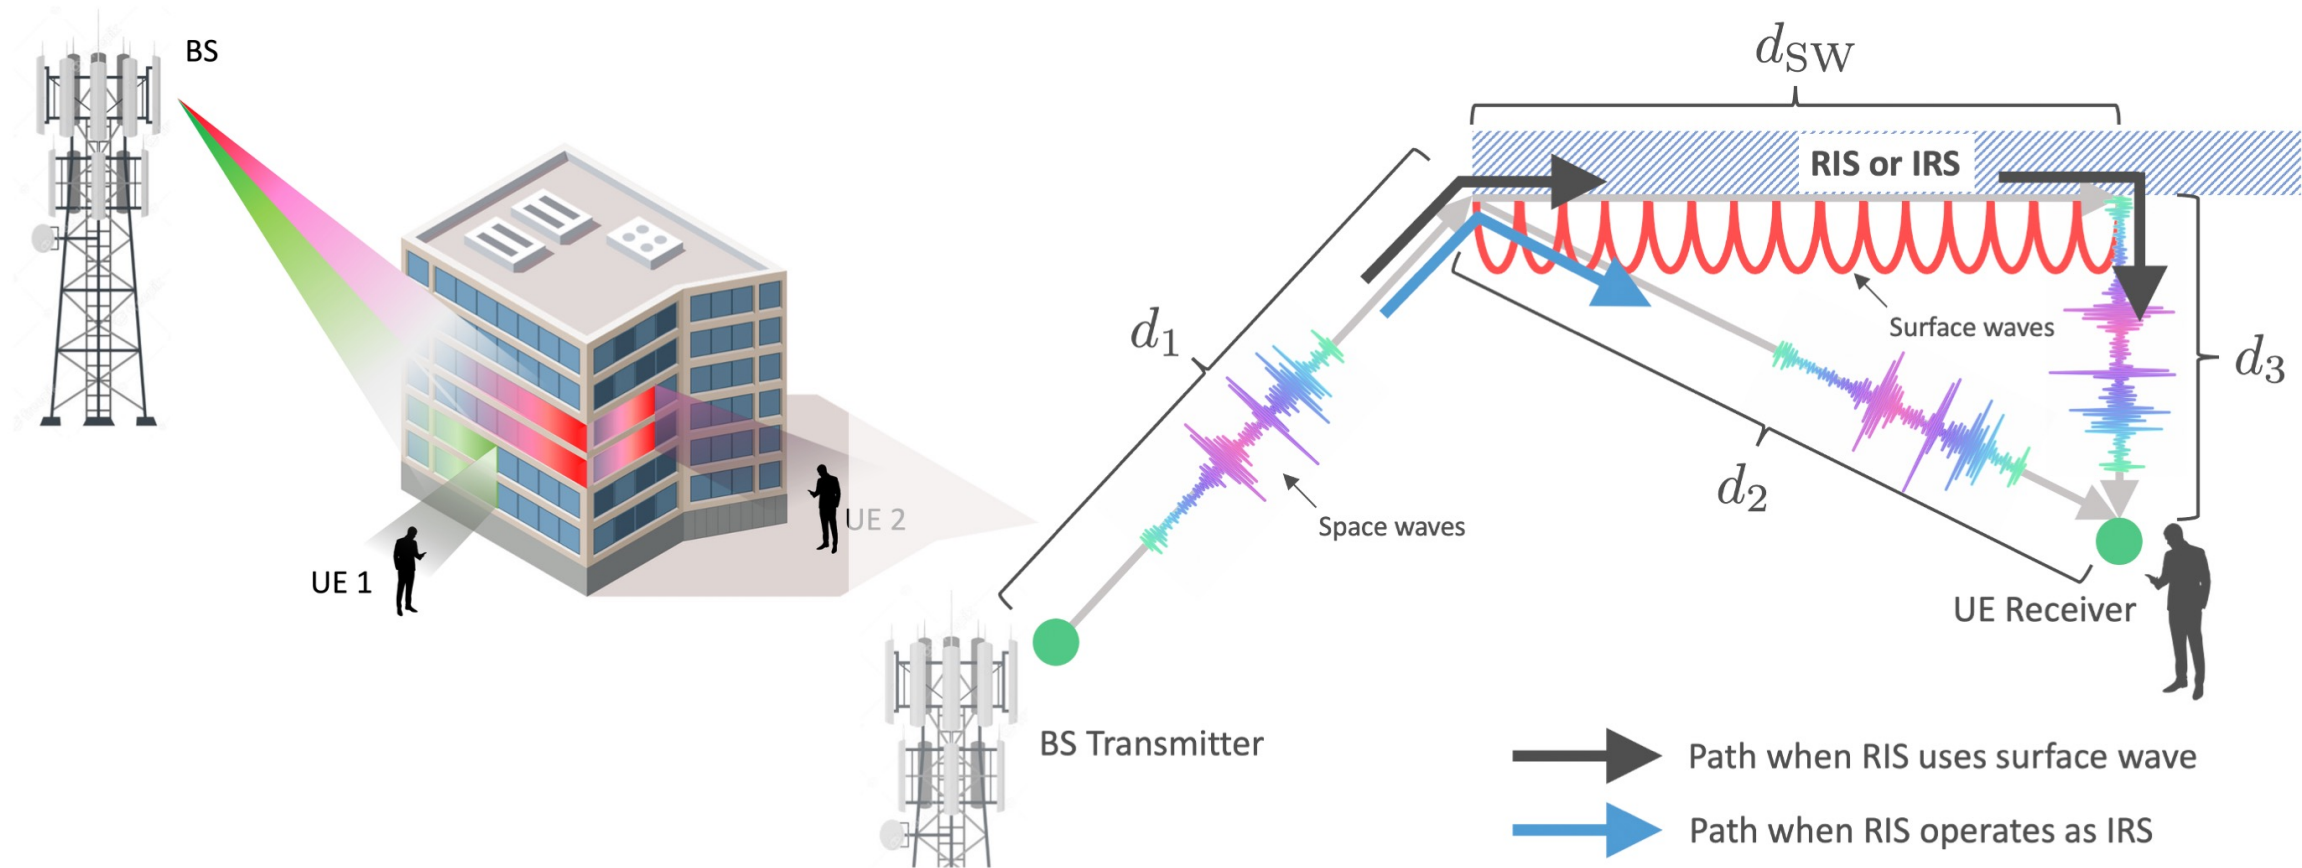 BS
UE 1
UE 2
d_SW
RIS or IRS
d_1
Surface waves
d_3
d_2
Space waves
UE Receiver
BS Transmitter
Path when RIS uses surface wave
Path when RIS operates as IRS